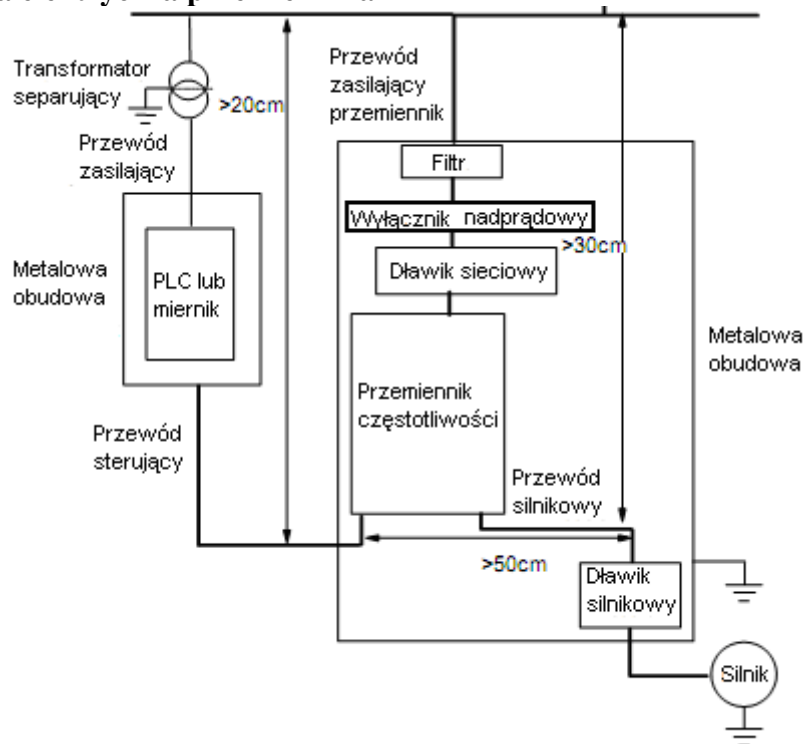 Transformator
separujący
>20cm
Przewód
zasilający
przemiennik
Przewód
zasilający
Filtr
Wyłącznik nadprądowy
>30cm
Dławik sieciowy
Metalowa
obudowa
PLC lub
miernik
Metalowa
obudowa
Przemiennik
częstotliwości
Przewód
sterujący
Przewód
silnikowy
>50cm
Dławik
silnikowy
Silnik